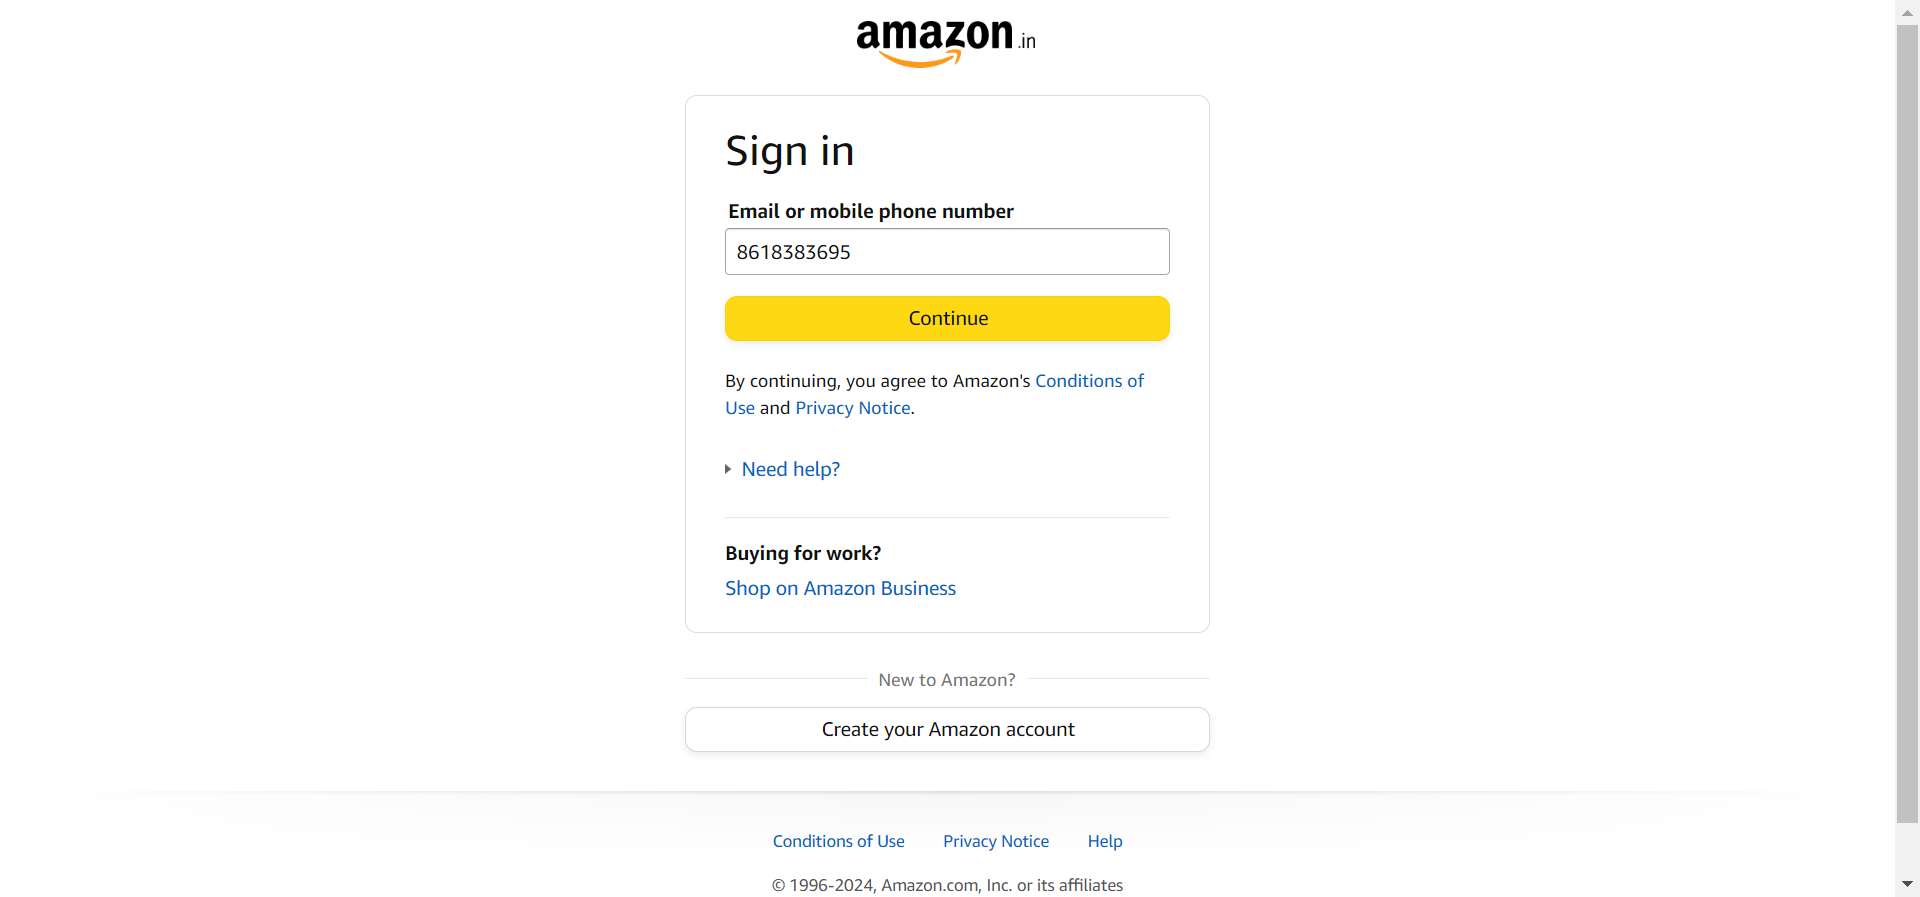 amazon.in
Sign in
Email or mobile phone number
8618383695
Continue
By continuing, you agree to Amazon's Conditions of
Use and Privacy Notice.
Need help?
Buying for work?
Shop on Amazon Business
New to Amazon?
Create your Amazon account
Conditions of Use Privacy Notice Help
© 1996-2024, Amazon.com, Inc. or its affiliates